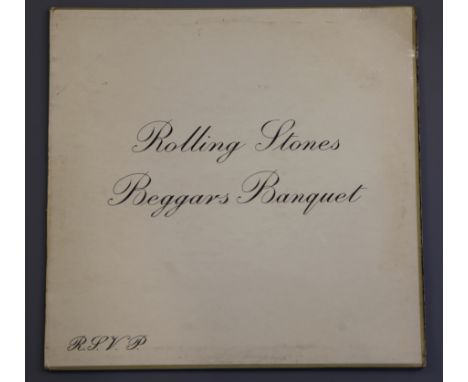 Rolling Stones
Beggars Banquet
R.S.V.P.